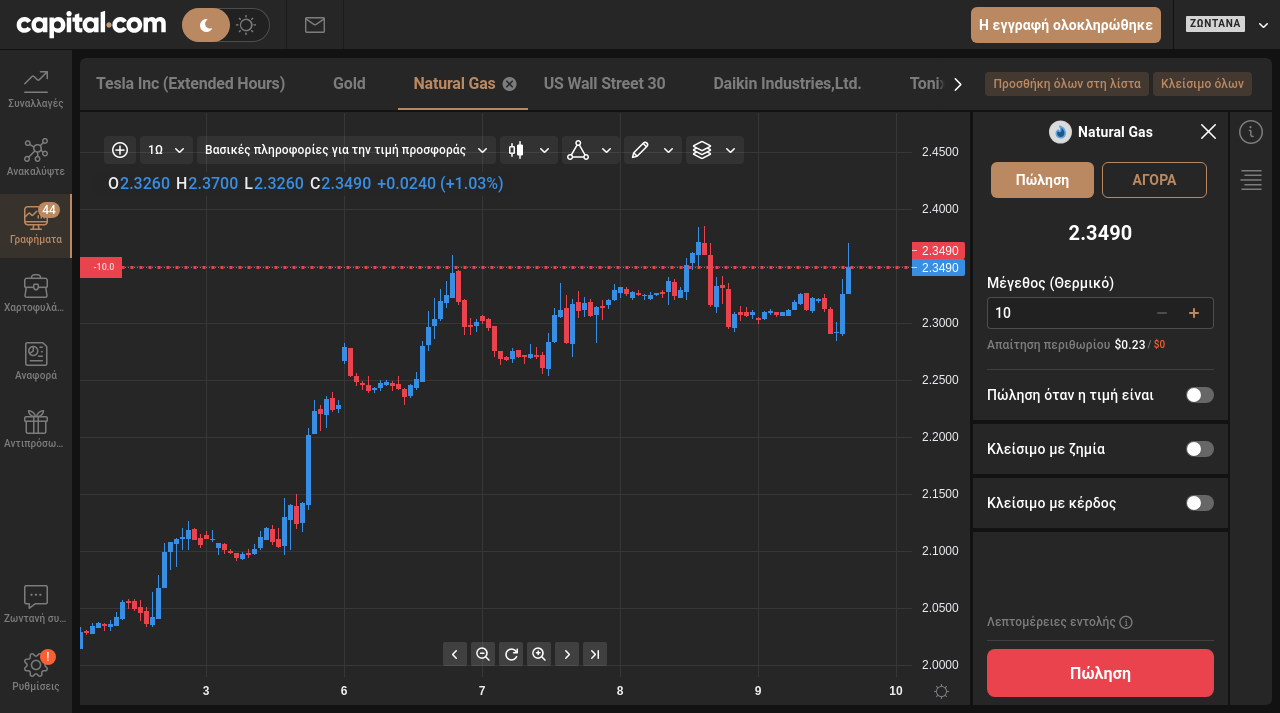 capital.com
Η εγγραφή ολοκληρώθηκε
ΖΩΝΤΑΝΑ
Συναλλαγές
Ανακαλύψτε
44
Γραφήματα
Χαρτοφυλά...
Αναφορά
Αντιπρόσω...
Ζωντανή συ...
!
Ρυθμίσεις
Tesla Inc (Extended Hours)
Gold
Natural Gas
US Wall Street 30
Daikin Industries,Ltd.
Toni
Προσθήκη όλων στη λίστα
Κλείσιμο όλων
1Ω
Βασικές πληροφορίες για την τιμή προσφοράς
O2.3260 H2.3700 L2.3260 C2.3490 +0.0240 (+1.03%)
-10.0
2.4500
2.4000
2.3490
2.3490
2.3000
2.2500
2.2000
2.1500
2.1000
2.0500
2.0000
3
6
7
8
9
10
Natural Gas
Πώληση
ΑΓΟΡΑ
2.3490
Μέγεθος (Θερμικό)
10
Απαίτηση περιθωρίου $0.23 / $0
Πώληση όταν η τιμή είναι
Κλείσιμο με ζημία
Κλείσιμο με κέρδος
Λεπτομέρειες εντολής
Πώληση